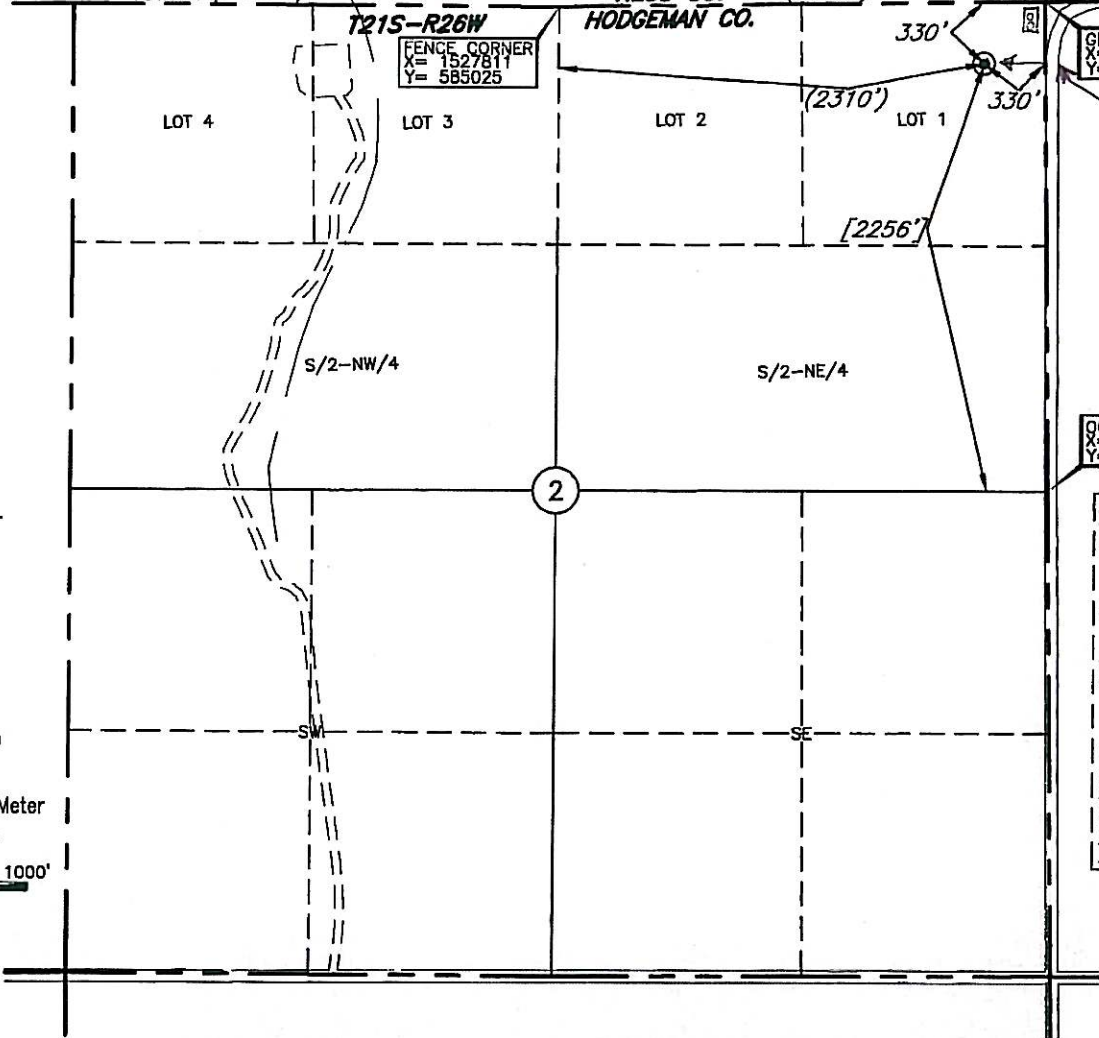 T21S-R26W
HODGEMAN CO.
FENCE CORNER
X= 1527811
Y= 585025
330'
(2310')
330'
LOT 4
LOT 3
LOT 2
LOT 1
[2256']
S/2-NW/4
S/2-NE/4
X=
Y=
2
SW
SE
Meter
1000'